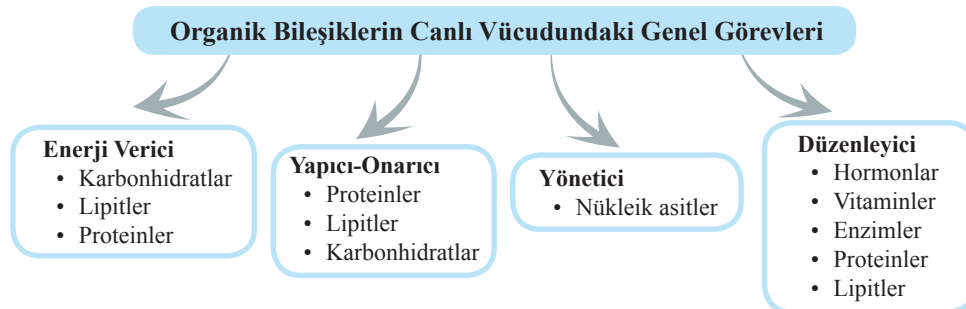 Organik Bileşiklerin Canlı Vücudundaki Genel Görevleri
Enerji Verici
• Karbonhidratlar
• Lipitler
• Proteinler
Yapıcı-Onarıcı
• Proteinler
• Lipitler
• Karbonhidratlar
Yönetici
• Nükleik asitler
Düzenleyici
• Hormonlar
• Vitaminler
• Enzimler
• Proteinler
• Lipitler